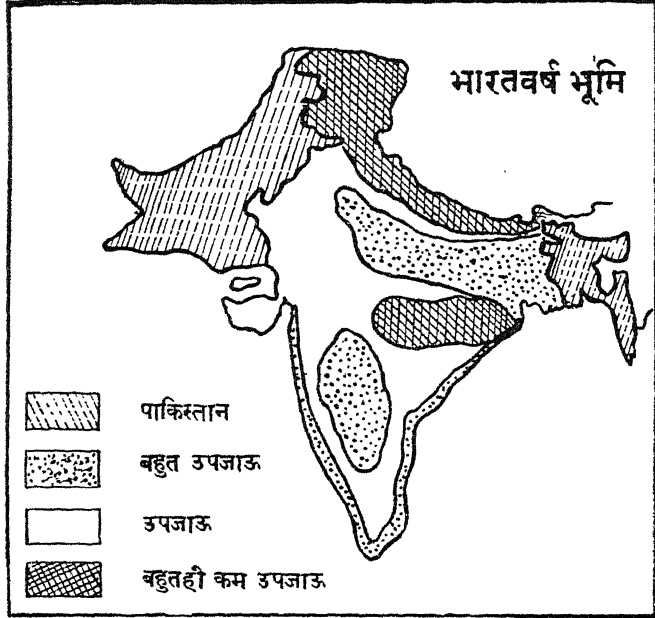 भारतवर्ष भूमि
पाकिस्तान
बहुत उपजाऊ
उपजाऊ
बहुतही कम उपजाऊ